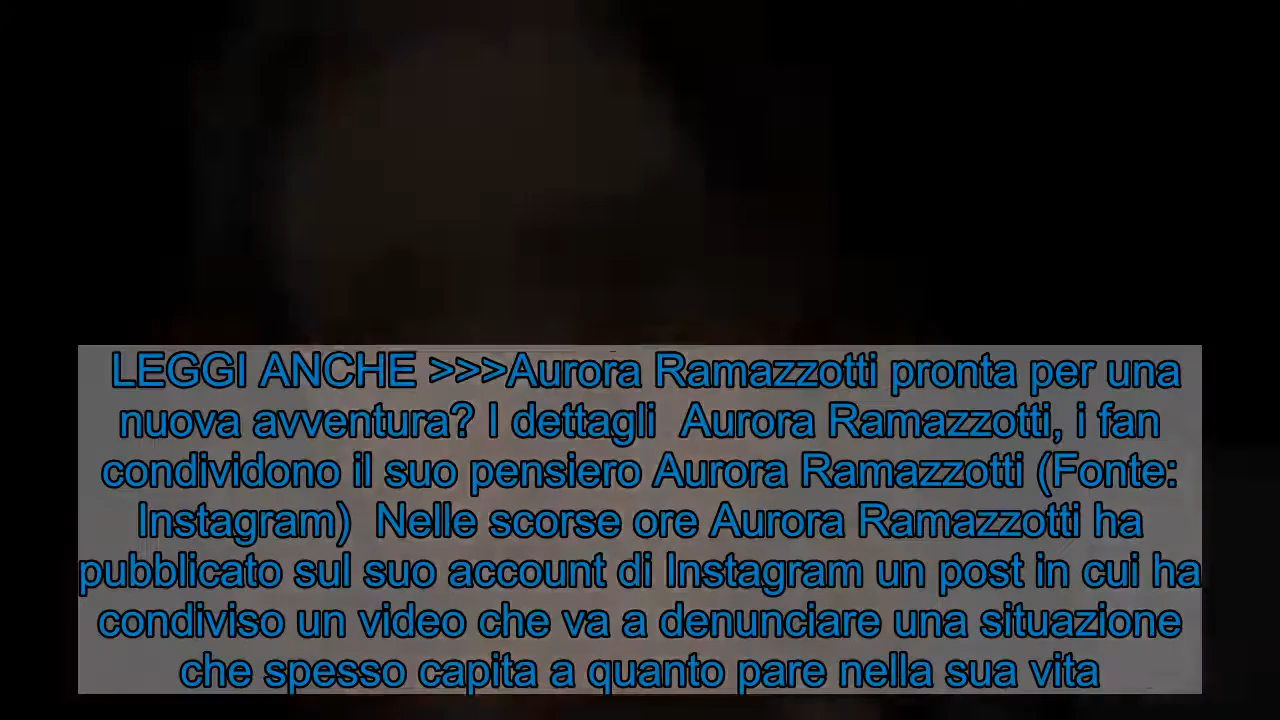 LEGGI ANCHE >>>Aurora Ramazzotti pronta per una
nuova avventura? I dettagli  Aurora Ramazzotti, i fan
condividono il suo pensiero Aurora Ramazzotti (Fonte:
Instagram)  Nelle scorse ore Aurora Ramazzotti ha
pubblicato sul suo account di Instagram un post in cui ha
condiviso un video che va a denunciare una situazione
che spesso capita a quanto pare nella sua vita